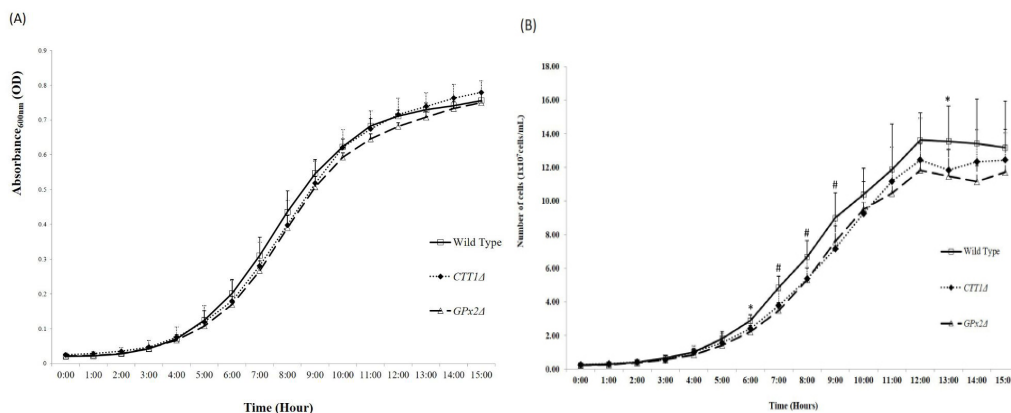 (A)
0.9
0.8
0.7
0.6
0.5
0.4
0.3
0.2
0.1
0
Absorbance600nm (OD)
0:00 1:00 2:00 3:00 4:00 5:00 6:00 7:00 8:00 9:00 10:00 11:00 12:00 13:00 14:00 15:00
Time (Hour)
Wild Type
CTT1Δ
GPx2Δ
(B)
18.00
16.00
14.00
12.00
10.00
8.00
6.00
4.00
2.00
0.00
Number of cells (1x10⁷cells/mL)
*
#
#
#
*
0:00 1:00 2:00 3:00 4:00 5:00 6:00 7:00 8:00 9:00 10:00 11:00 12:00 13:00 14:00 15:0
Time (Hours)
Wild Type
CTT1Δ
GPx2Δ